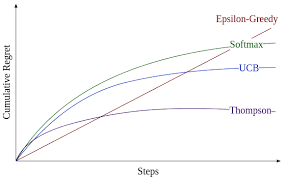 Epsilon-Greedy
Softmax
UCB
Thompson
Cumulative Regret
Steps